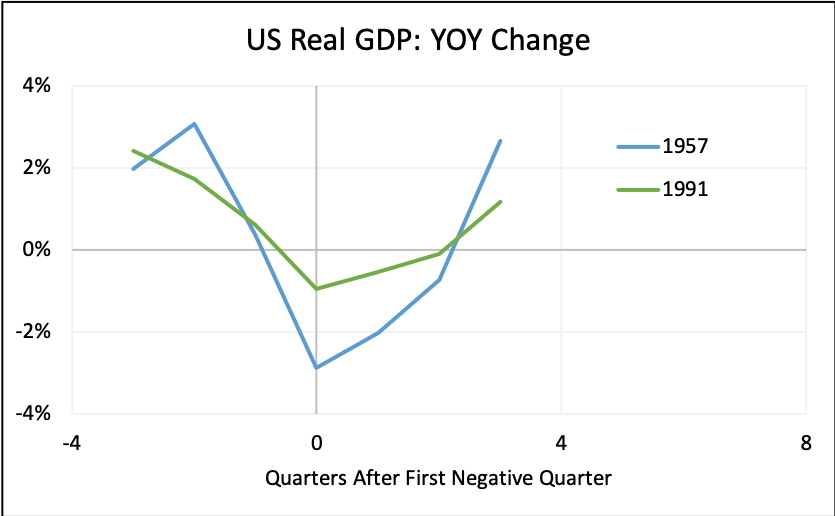 US Real GDP: YOY Change
4%
2%
0%
-2%
-4%
1957
1991
-4 0 4 8
Quarters After First Negative Quarter